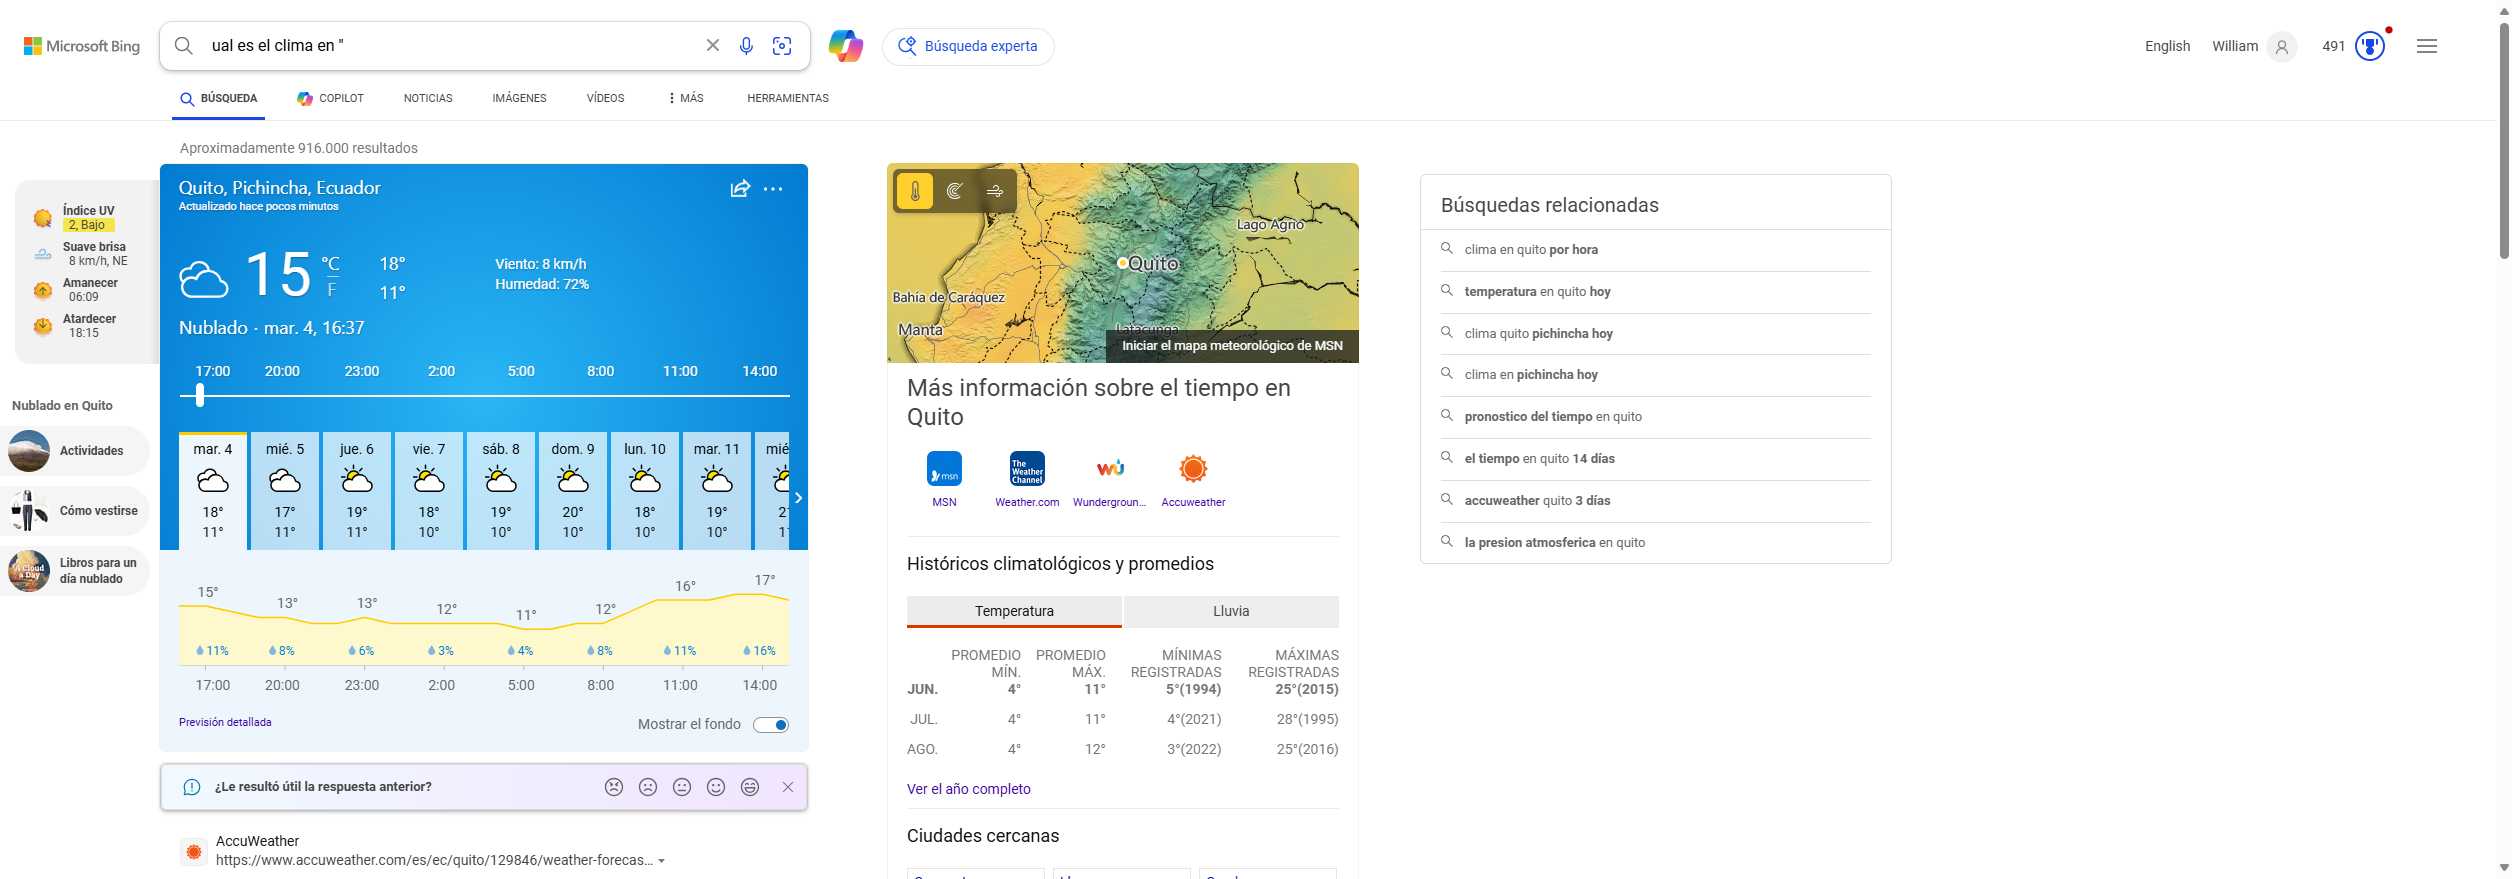 Microsoft Bing
ual es el clima en "
Búsqueda experta
English
William
491
BÚSQUEDA
COPILOT
NOTICIAS
IMÁGENES
VÍDEOS
MÁS
HERRAMIENTAS
Aproximadamente 916.000 resultados
Índice UV
2, Bajo
Suave brisa
8 km/h, NE
Amanecer
06:09
Atardecer
18:15
Nublado en Quito
Actividades
Cómo vestirse
Libros para un
día nublado
Quito, Pichincha, Ecuador
Actualizado hace pocos minutos
15 °C
F
18°
11°
Viento: 8 km/h
Humedad: 72%
Nublado · mar. 4, 16:37
17:00 20:00 23:00 2:00 5:00 8:00 11:00 14:00
mar. 4 mié. 5 jue. 6 vie. 7 sáb. 8 dom. 9 lun. 10 mar. 11 mié
18° 17° 19° 18° 19° 20° 18° 19°
11° 11° 11° 10° 10° 10° 10° 10°
15° 13° 13° 12° 11° 12° 16° 17°
11% 8% 6% 3% 4% 8% 11% 16%
17:00 20:00 23:00 2:00 5:00 8:00 11:00 14:00
Previsión detallada
Mostrar el fondo
¿Le resultó útil la respuesta anterior?
AccuWeather
https://www.accuweather.com/es/ec/quito/129846/weather-forecas...
Lago Agrio
Quito
Bahía de Caráquez
Manta
Latacunga
Iniciar el mapa meteorológico de MSN
Más información sobre el tiempo en
Quito
msn
The
Weather
Channel
MSN
Weather.com
Wundergroun...
Accuweather
Históricos climatológicos y promedios
Temperatura
Lluvia
PROMEDIO PROMEDIO MÍNIMAS MÁXIMAS
MÍN. MÁX. REGISTRADAS REGISTRADAS
JUN. 4° 11° 5°(1994) 25°(2015)
JUL. 4° 11° 4°(2021) 28°(1995)
AGO. 4° 12° 3°(2022) 25°(2016)
Ver el año completo
Ciudades cercanas
Búsquedas relacionadas
clima en quito por hora
temperatura en quito hoy
clima quito pichincha hoy
clima en pichincha hoy
pronostico del tiempo en quito
el tiempo en quito 14 días
accuweather quito 3 días
la presion atmosferica en quito